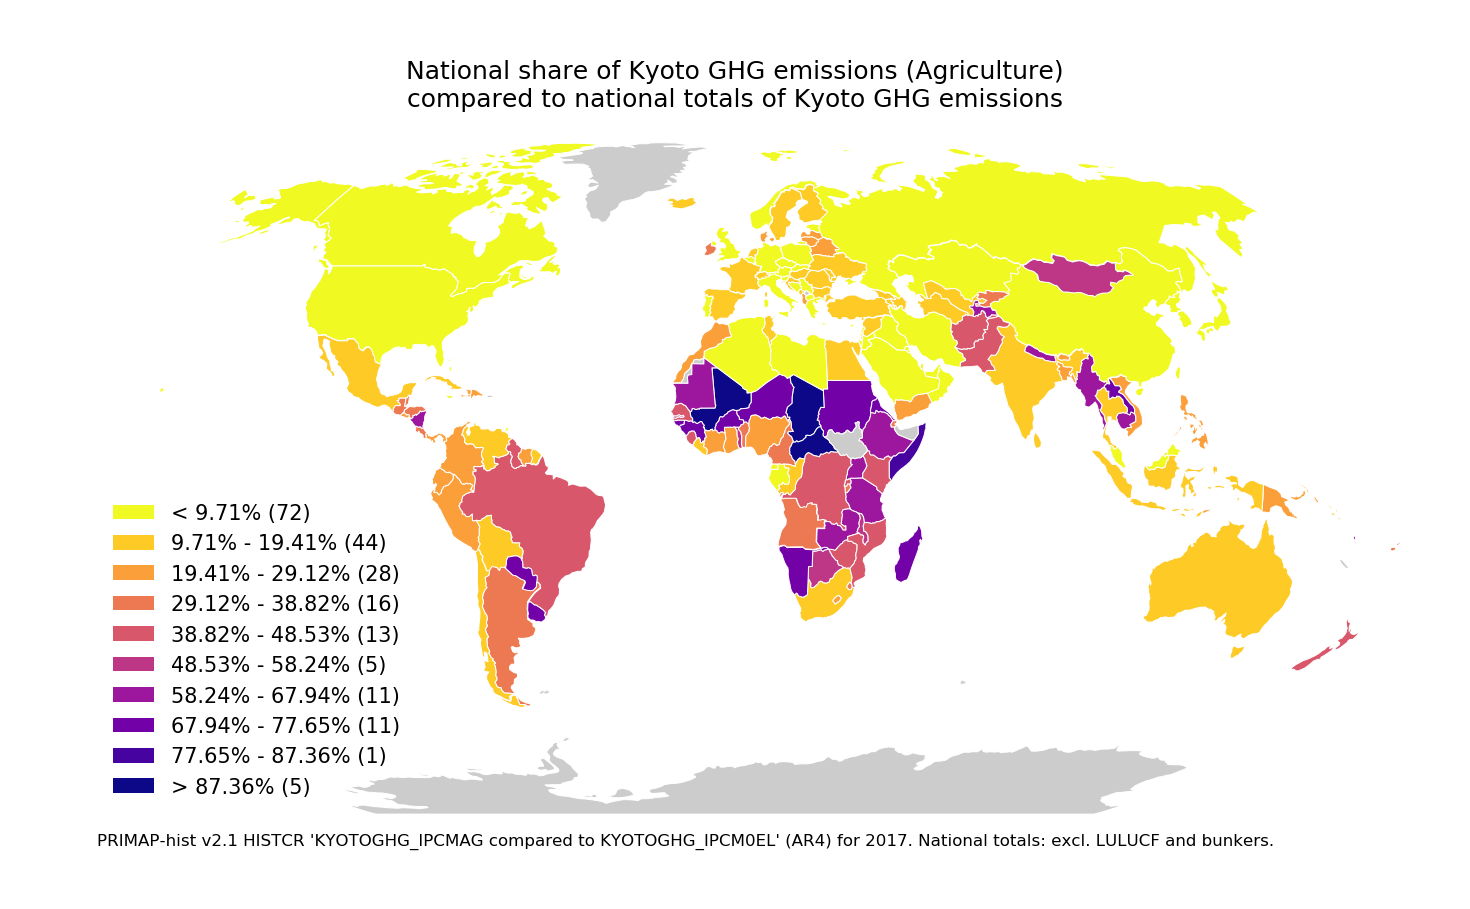 National share of Kyoto GHG emissions (Agriculture)
compared to national totals of Kyoto GHG emissions
< 9.71% (72)
9.71% - 19.41% (44)
19.41% - 29.12% (28)
29.12% - 38.82% (16)
38.82% - 48.53% (13)
48.53% - 58.24% (5)
58.24% - 67.94% (11)
67.94% - 77.65% (11)
77.65% - 87.36% (1)
> 87.36% (5)
PRIMAP-hist v2.1 HISTCR 'KYOTOGHG_IPCMAG compared to KYOTOGHG_IPCM0EL' (AR4) for 2017. National totals: excl. LULUCF and bunkers.